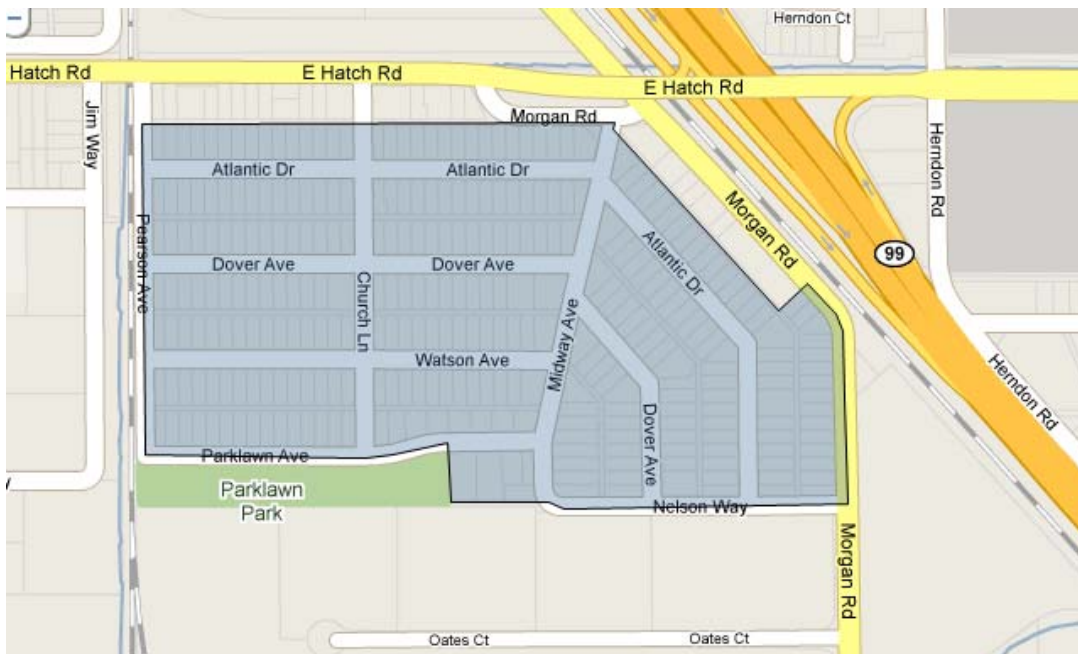 Herndon Ct
Hatch Rd
E Hatch Rd
E Hatch Rd
Jim Way
Morgan Rd
Herndon Rd
Atlantic Dr
Atlantic Dr
Morgan Rd
Pearson Ave
Atlantic Dr
99
Dover Ave
Dover Ave
Church Ln
Midway Ave
Watson Ave
Herndon Rd
Dover Ave
Parklawn Ave
Parklawn
Park
Nelson Way
Morgan Rd
Oates Ct
Oates Ct